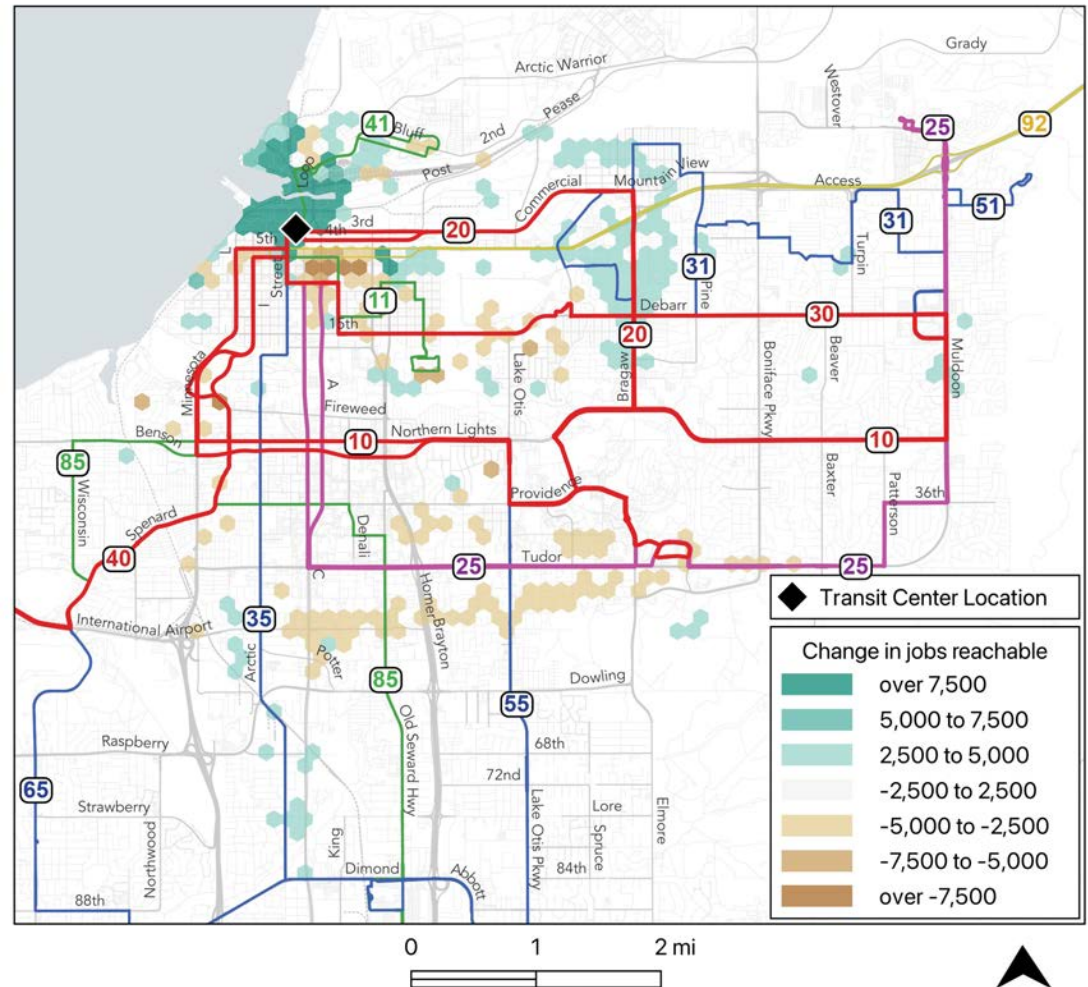 Grady
Arctic Warrior
Westover
Pease
2nd
41
Bluff
25
92
Post
Loop
View
Mountain
Access
Commercial
3rd
4th
20
51
31
5th
L
Turpin
Street
31
I
Pine
11
Debarr
30
15th
20
Lake Otis
Bragaw
Boniface Pkwy
Beaver
Muldoon
Minnesota
A
Fireweed
Northern Lights
Benson
10
10
85
Baxter
Wisconsin
Providence
Patterson
36th
Spenard
Denali
40
Tudor
25
25
C
Homer
Brayton
35
International Airport
Potter
Arctic
85
Dowling
55
Old Seward Hwy
Raspberry
68th
72nd
65
Strawberry
Lake Otis Pkwy
Lore
Elmore
Northwood
King
Spruce
Dimond
Abbott
84th
88th
Transit Center Location
Change in jobs reachable
over 7,500
5,000 to 7,500
2,500 to 5,000
-2,500 to 2,500
-5,000 to -2,500
-7,500 to -5,000
over -7,500
0 1 2 mi